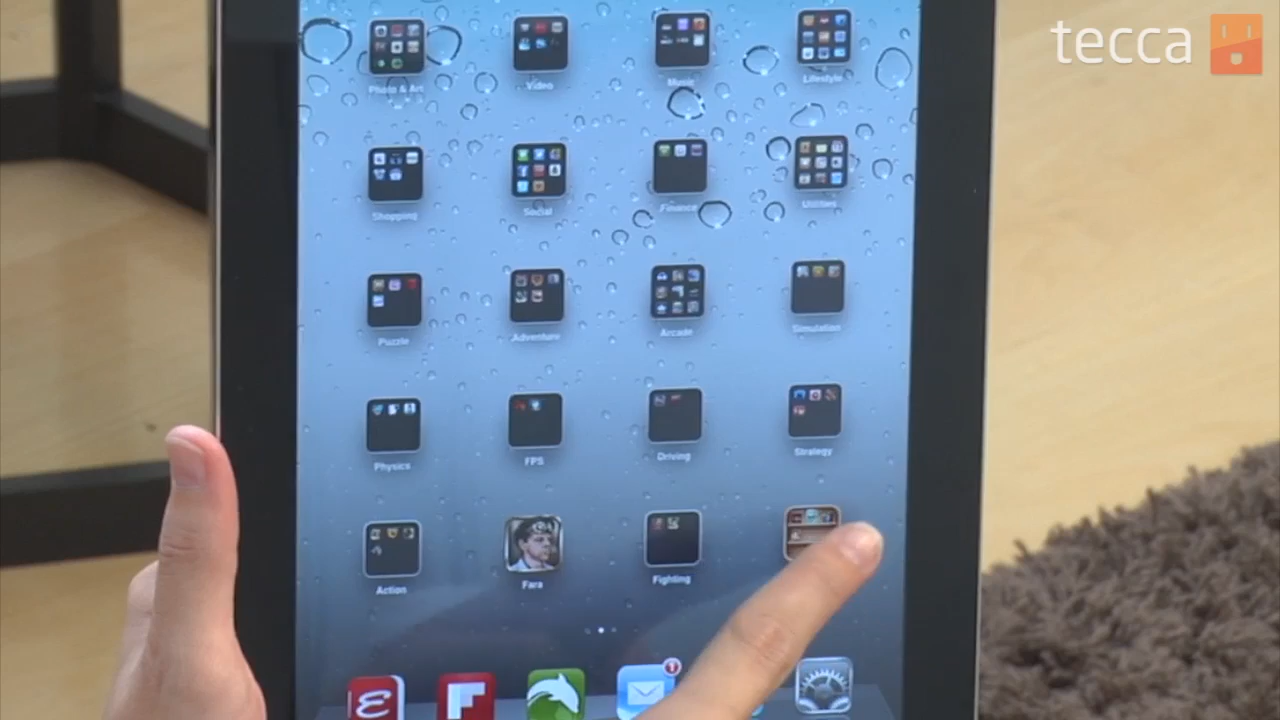 tecca
Photo & Art Video Music Lifestyle
Shopping Social Finance Utilities
Puzzle Adventure Arcade Simulation
Physics FPS Driving Strategy
Action Fara Fighting
1